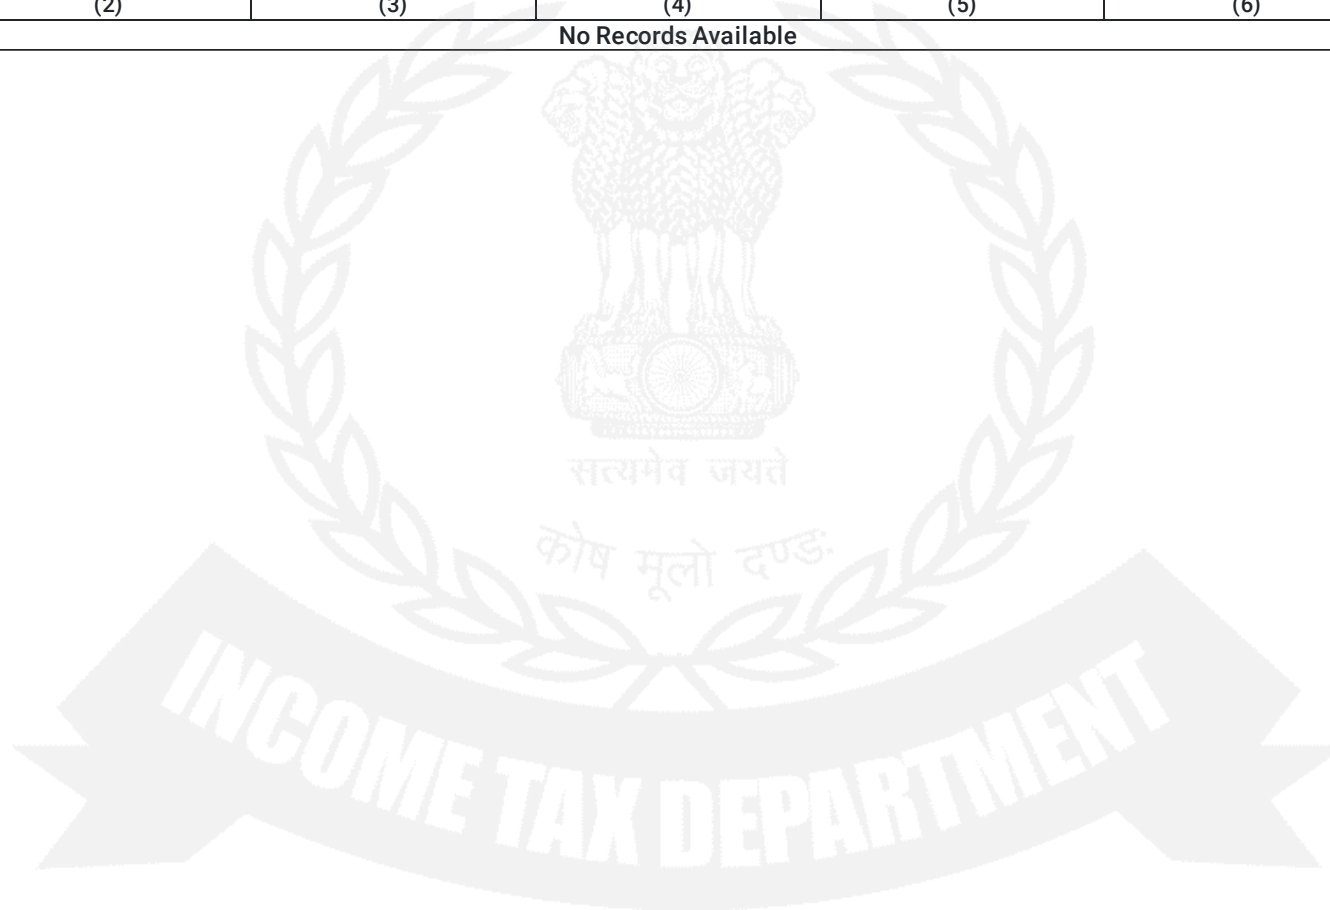 (2) (3) (4) (5) (6)
No Records Available
सत्यमेव जयते
कोष मूलो दण्डः
INCOME TAX DEPARTMENT